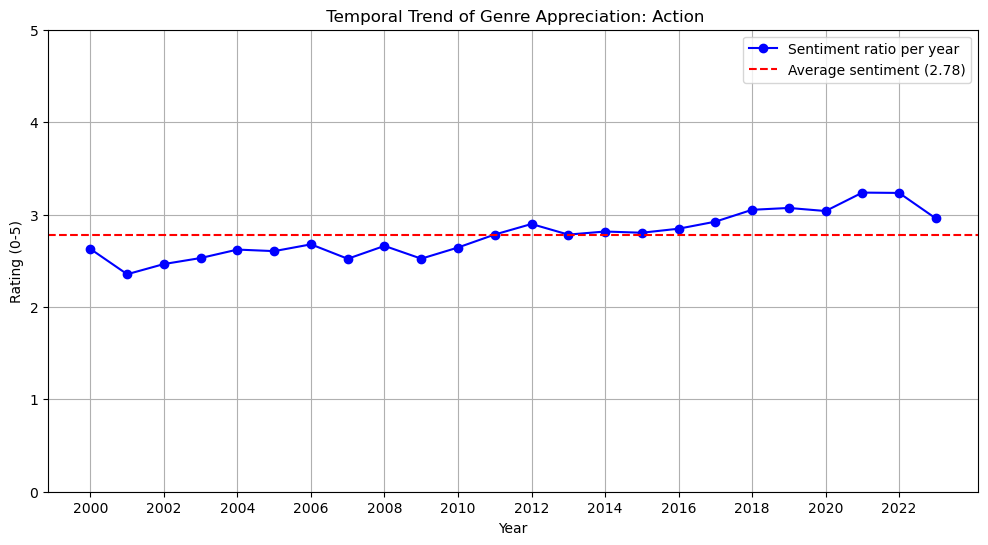 Temporal Trend of Genre Appreciation: Action
Sentiment ratio per year
Average sentiment (2.78)
Rating (0-5)
5
4
3
2
1
0
2000 2002 2004 2006 2008 2010 2012 2014 2016 2018 2020 2022
Year